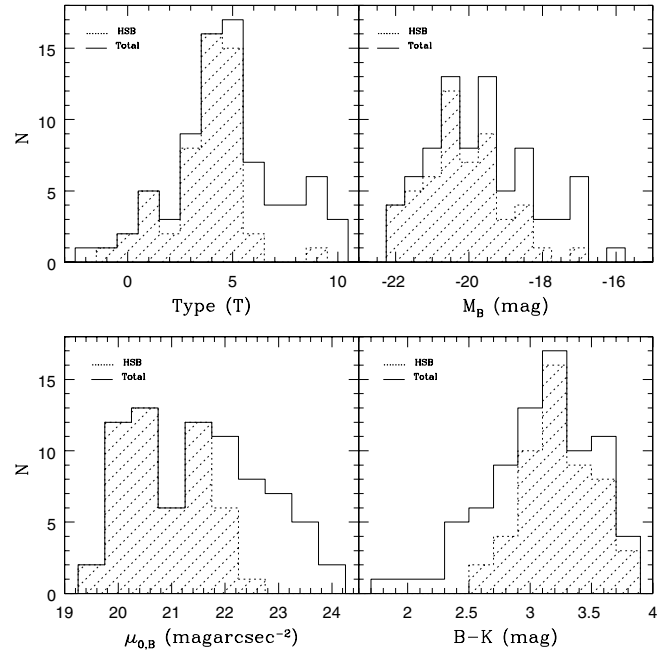 15
10
5
0
N
HSB
Total
0 5 10
Type (T)
HSB
Total
-22 -20 -18 -16
M_B (mag)
15
10
5
0
N
HSB
Total
19 20 21 22 23 24
μ_{0,B} (magarcsec^{-2})
HSB
Total
2 2.5 3 3.5 4
B-K (mag)